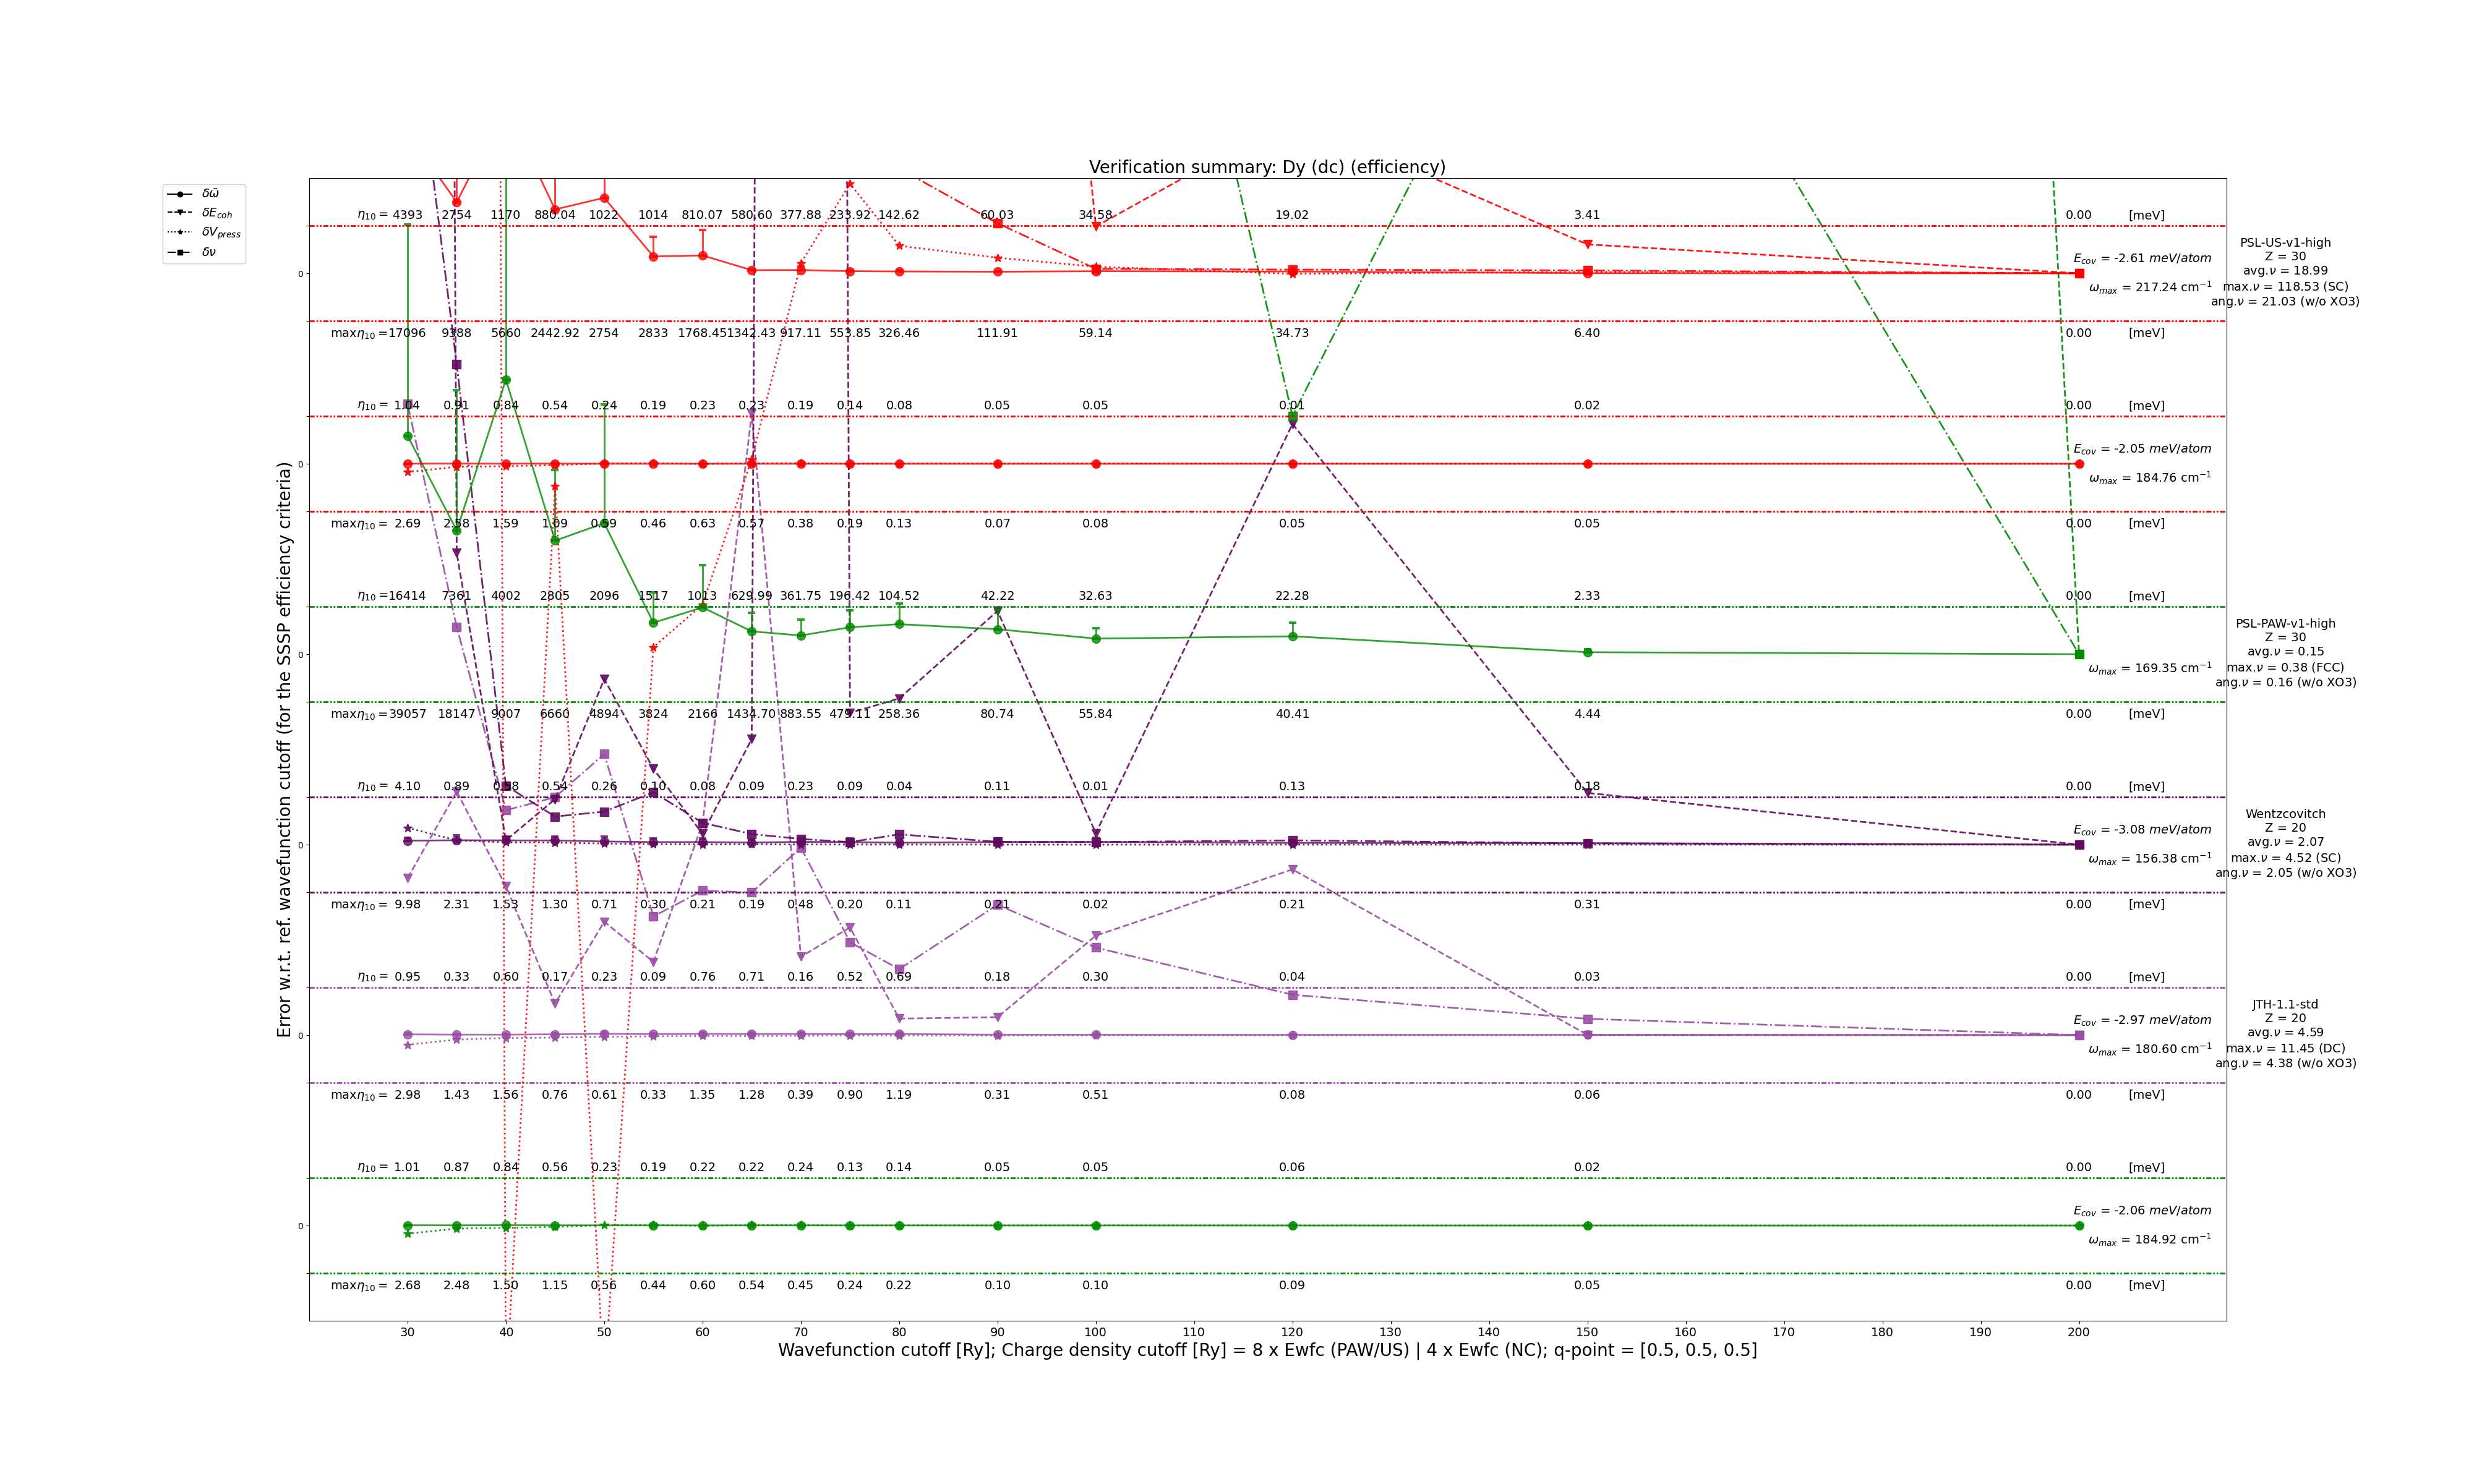 Verification summary: Dy (dc) (efficiency)
δω̄
δE_coh
δV_press
δν
Error w.r.t. ref. wavefunction cutoff (for the SSSP efficiency criteria)
η₁₀ = 4393 2754 1170 880.04 1022 1014 810.07 580.60 377.88 233.92 142.62 60.03 34.58 19.02 3.41 0.00 [meV]
0
E_cov = -2.61 meV/atom
ω_max = 217.24 cm⁻¹
PSL-US-v1-high
Z = 30
avg.ν = 18.99
max.ν = 118.53 (SC)
ang.ν = 21.03 (w/o XO3)
maxη₁₀ = 17096 9388 5660 2442.92 2754 2833 1768.45 1342.43 917.11 553.85 326.46 111.91 59.14 34.73 6.40 0.00 [meV]
η₁₀ = 1.04 0.91 0.84 0.54 0.24 0.19 0.23 0.23 0.19 0.14 0.08 0.05 0.05 0.01 0.02 0.00 [meV]
0
E_cov = -2.05 meV/atom
ω_max = 184.76 cm⁻¹
maxη₁₀ = 2.69 2.58 1.59 1.09 0.59 0.46 0.63 0.57 0.38 0.19 0.13 0.07 0.08 0.05 0.05 0.00 [meV]
η₁₀ = 16414 7361 4002 2805 2096 1517 1013 629.99 361.75 196.42 104.52 42.22 32.63 22.28 2.33 0.00 [meV]
0
ω_max = 169.35 cm⁻¹
PSL-PAW-v1-high
Z = 30
avg.ν = 0.15
max.ν = 0.38 (FCC)
ang.ν = 0.16 (w/o XO3)
maxη₁₀ = 39057 18147 9007 6660 4894 3824 2166 1434.70 883.55 479.11 258.36 80.74 55.84 40.41 4.44 0.00 [meV]
η₁₀ = 4.10 0.89 0.58 0.54 0.26 0.10 0.08 0.09 0.23 0.09 0.04 0.11 0.01 0.13 0.18 0.00 [meV]
0
E_cov = -3.08 meV/atom
ω_max = 156.38 cm⁻¹
Wentzcovitch
Z = 20
avg.ν = 2.07
max.ν = 4.52 (SC)
ang.ν = 2.05 (w/o XO3)
maxη₁₀ = 9.98 2.31 1.53 1.30 0.71 0.30 0.21 0.19 0.48 0.20 0.11 0.21 0.02 0.21 0.31 0.00 [meV]
η₁₀ = 0.95 0.33 0.60 0.17 0.23 0.09 0.76 0.71 0.16 0.52 0.69 0.18 0.30 0.04 0.03 0.00 [meV]
0
E_cov = -2.97 meV/atom
ω_max = 180.60 cm⁻¹
JTH-1.1-std
Z = 20
avg.ν = 4.59
max.ν = 11.45 (DC)
ang.ν = 4.38 (w/o XO3)
maxη₁₀ = 2.98 1.43 1.56 0.76 0.61 0.33 1.35 1.28 0.39 0.90 1.19 0.31 0.51 0.08 0.06 0.00 [meV]
η₁₀ = 1.01 0.87 0.84 0.56 0.23 0.19 0.22 0.22 0.24 0.13 0.14 0.05 0.05 0.06 0.02 0.00 [meV]
0
E_cov = -2.06 meV/atom
ω_max = 184.92 cm⁻¹
maxη₁₀ = 2.68 2.48 1.50 1.15 0.56 0.44 0.60 0.54 0.45 0.24 0.22 0.10 0.10 0.09 0.05 0.00 [meV]
30 40 50 60 70 80 90 100 110 120 130 140 150 160 170 180 190 200
Wavefunction cutoff [Ry]; Charge density cutoff [Ry] = 8 x Ewfc (PAW/US) | 4 x Ewfc (NC); q-point = [0.5, 0.5, 0.5]